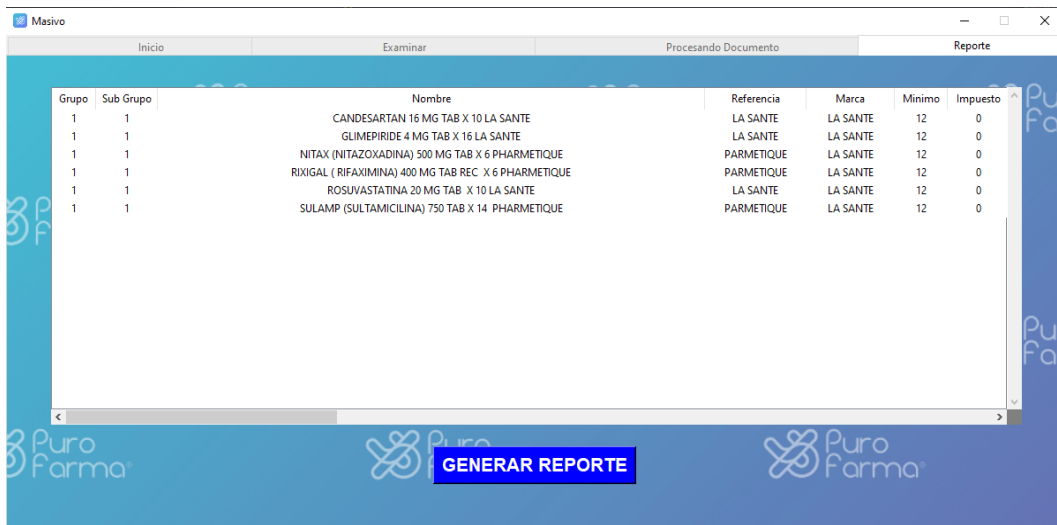 Masivo
Inicio Examinar Procesando Documento Reporte
Grupo Sub Grupo Nombre Referencia Marca Minimo Impuesto
1 1 CANDESARTAN 16 MG TAB X 10 LA SANTE LA SANTE LA SANTE 12 0
1 1 GLIMEPIRIDE 4 MG TAB X 16 LA SANTE LA SANTE LA SANTE 12 0
1 1 NITAX (NITAZOXADINA) 500 MG TAB X 6 PHARMETIQUE PARMETIQUE LA SANTE 12 0
1 1 RIXIGAL ( RIFAXIMINA) 400 MG TAB REC X 6 PHARMETIQUE PARMETIQUE LA SANTE 12 0
1 1 ROSUVASTATINA 20 MG TAB X 10 LA SANTE LA SANTE LA SANTE 12 0
1 1 SULAMP (SULTAMICILINA) 750 TAB X 14 PHARMETIQUE PARMETIQUE LA SANTE 12 0
Puro Puro Puro
Farma Farma
GENERAR REPORTE